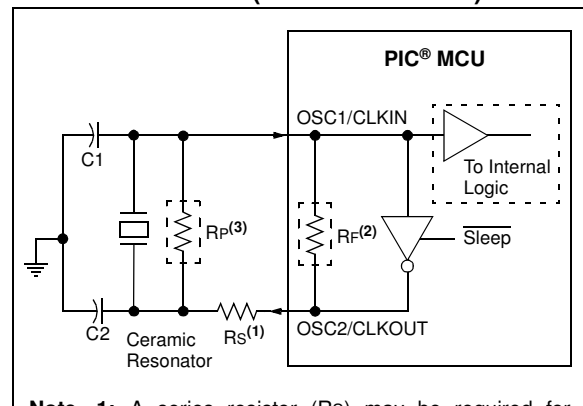 PIC® MCU
OSC1/CLKIN
C1
To Internal
Logic
RP(3)
RF(2)
Sleep
C2
Ceramic
Resonator
RS(1)
OSC2/CLKOUT
Note 1: A series resistor (RS) may be required for